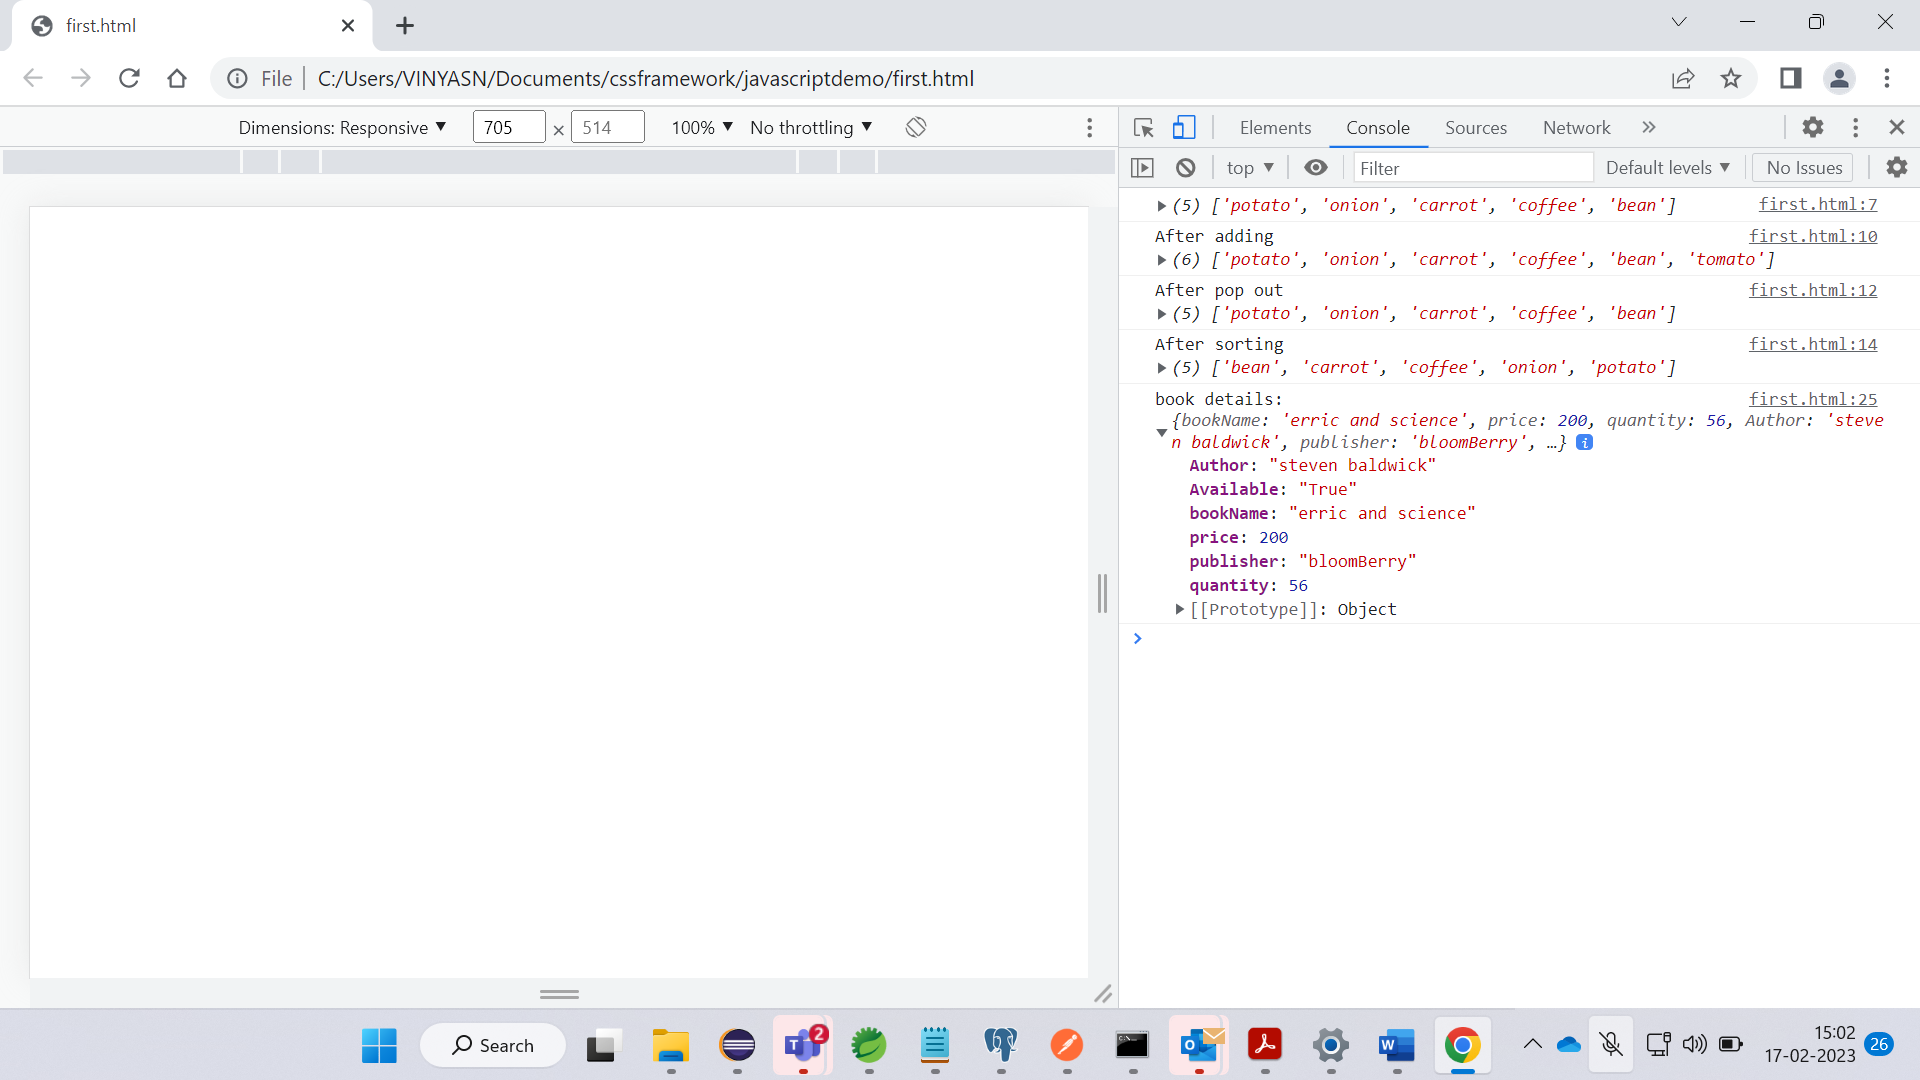 first.html
File
C:/Users/VINYASN/Documents/cssframework/javascriptdemo/first.html
Dimensions: Responsive ▼ 705 × 514 100% ▼ No throttling ▼
Elements Console Sources Network »
top ▼ Filter Default levels ▼ No Issues
▶ (5) ['potato', 'onion', 'carrot', 'coffee', 'bean'] first.html:7
After adding first.html:10
▶ (6) ['potato', 'onion', 'carrot', 'coffee', 'bean', 'tomato']
After pop out first.html:12
▶ (5) ['potato', 'onion', 'carrot', 'coffee', 'bean']
After sorting first.html:14
▶ (5) ['bean', 'carrot', 'coffee', 'onion', 'potato']
book details: first.html:25
{bookName: 'erric and science', price: 200, quantity: 56, Author: 'steve
▼ n baldwick', publisher: 'bloomBerry', …} i
Author: "steven baldwick"
Available: "True"
bookName: "erric and science"
price: 200
publisher: "bloomBerry"
quantity: 56
▶ [[Prototype]]: Object
>
Search
2
15:02
17-02-2023
26